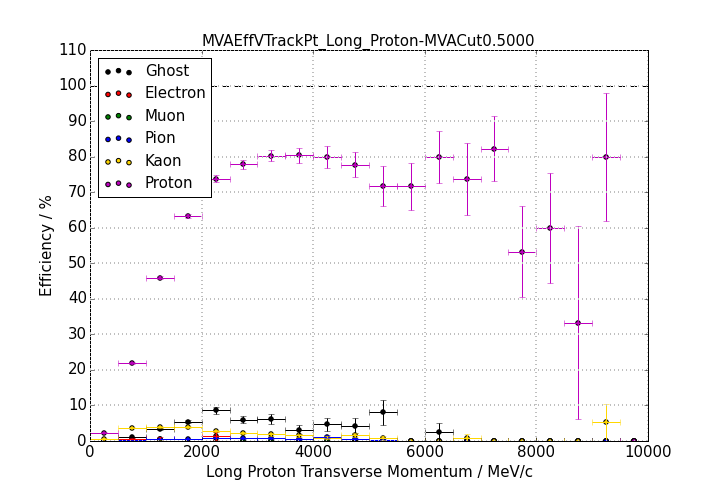 MVAEffVTrackPt_Long_Proton-MVACut0.5000
110
100
90
80
70
60
50
40
30
20
10
0
Efficiency / %
Ghost
Electron
Muon
Pion
Kaon
Proton
0 2000 4000 6000 8000 10000
Long Proton Transverse Momentum / MeV/c